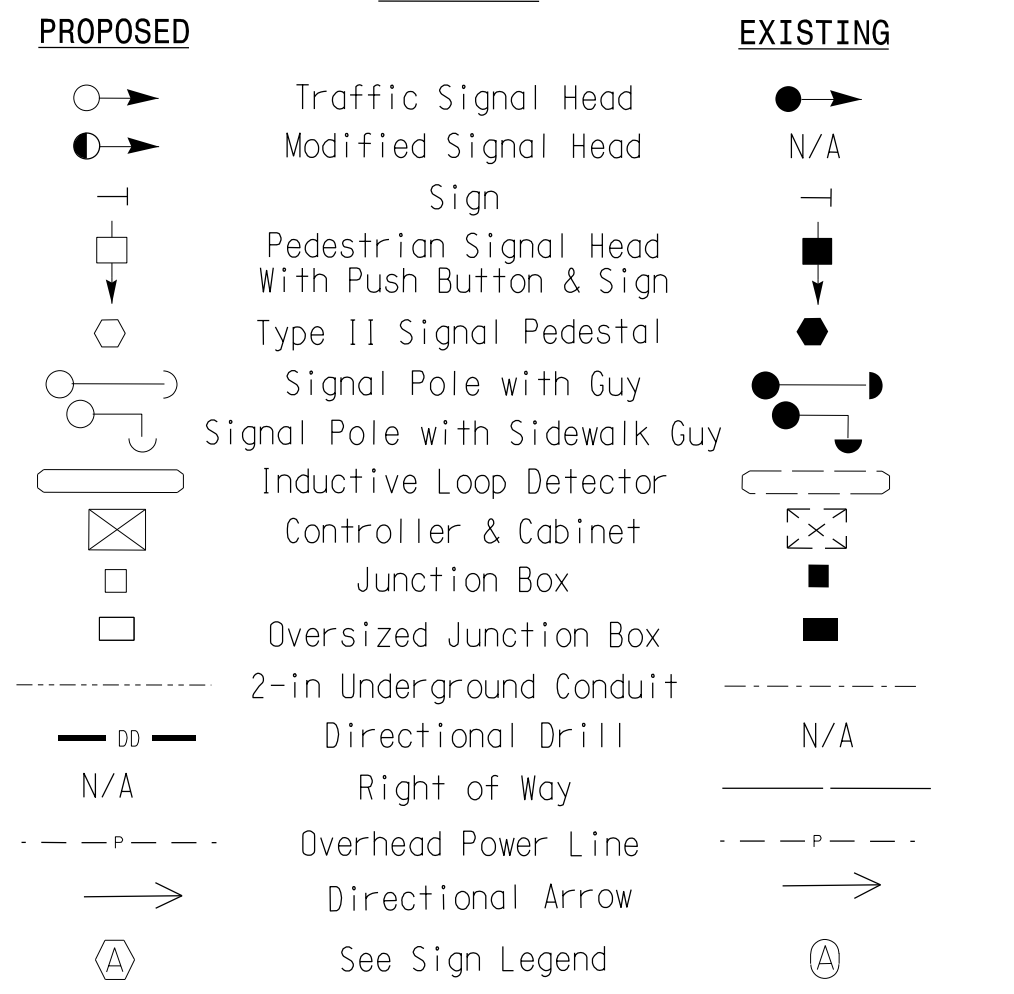 PROPOSED EXISTING
Traffic Signal Head
Modified Signal Head N/A
Sign
Pedestrian Signal Head
With Push Button & Sign
Type II Signal Pedestal
Signal Pole with Guy
Signal Pole with Sidewalk Guy
Inductive Loop Detector
Controller & Cabinet
Junction Box
Oversized Junction Box
2-in Underground Conduit
DD Directional Drill N/A
N/A Right of Way
P Overhead Power Line P
Directional Arrow
A See Sign Legend A